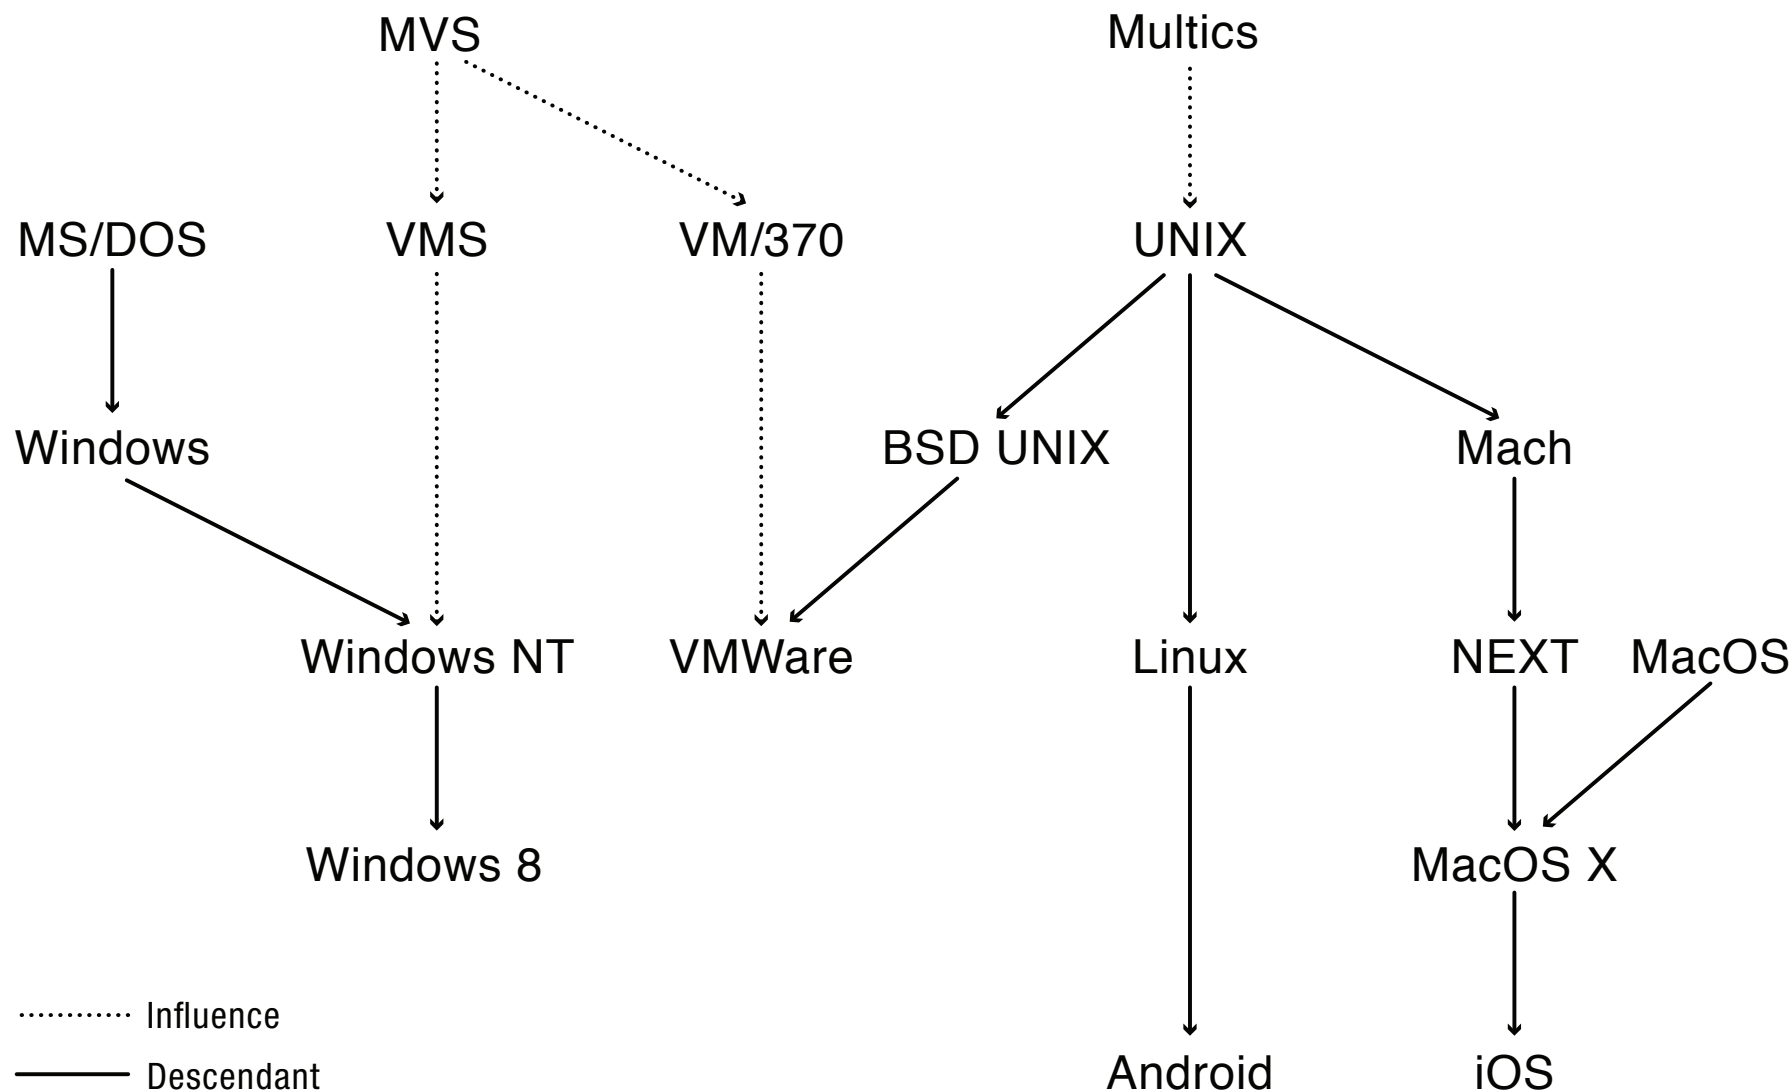 MVS
Multics
MS/DOS
VMS
VM/370
UNIX
Windows
BSD UNIX
Mach
Windows NT
VMWare
Linux
NEXT
MacOS
Windows 8
MacOS X
Influence
Descendant
Android
iOS